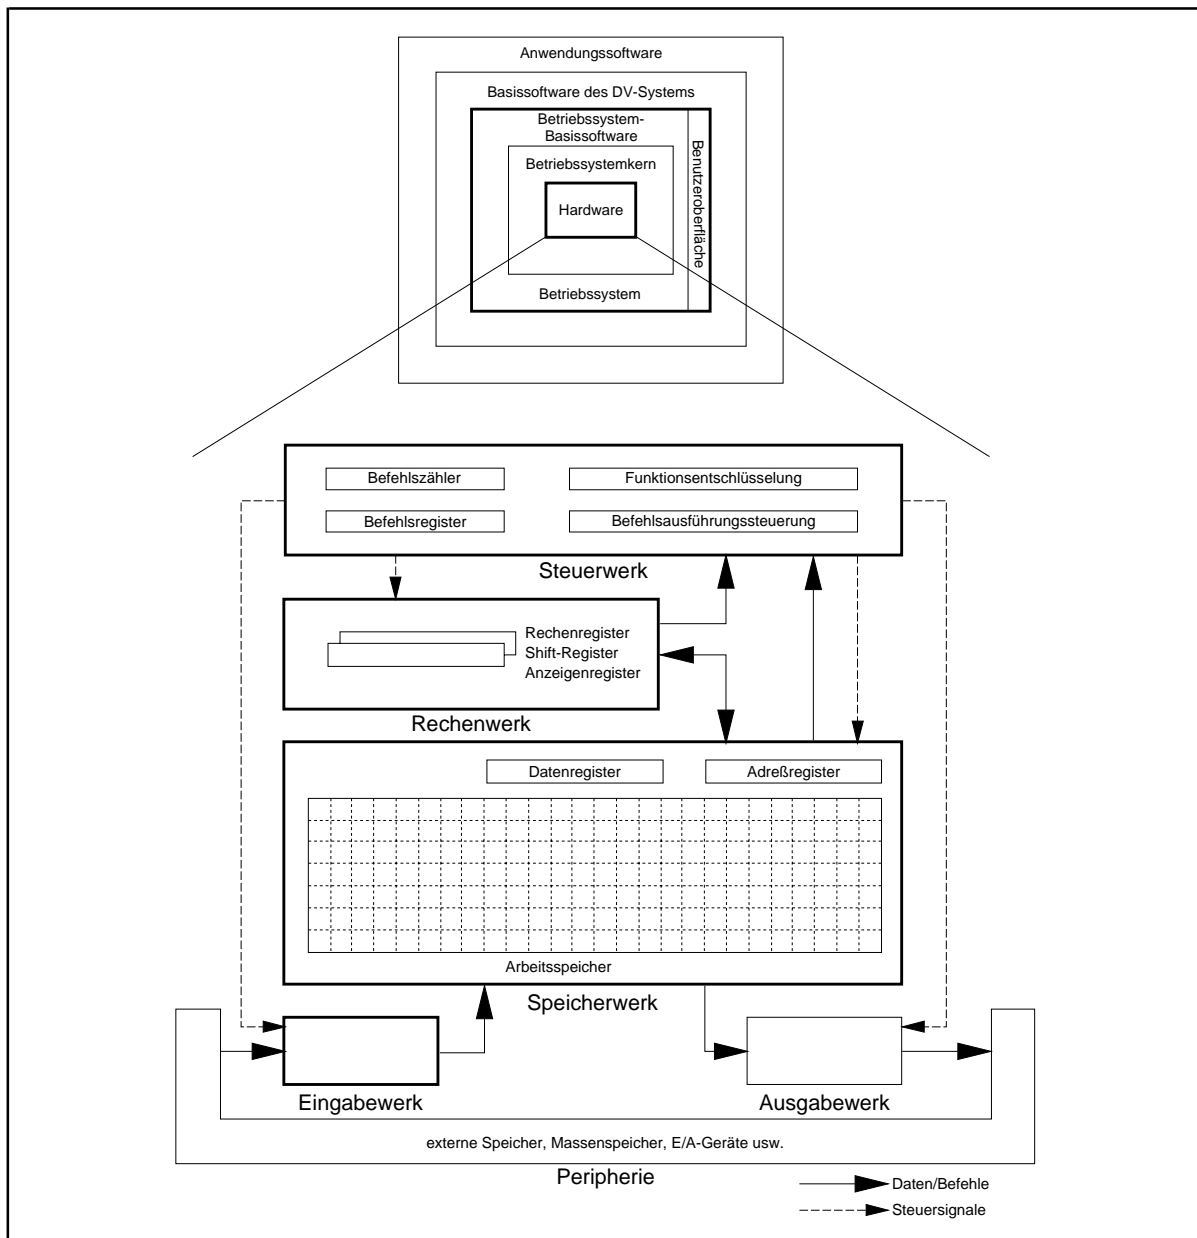 Anwendungssoftware
Basissoftware des DV-Systems
Betriebssystem-
Basissoftware
Betriebssystemkern
Hardware
Benutzeroberfläche
Betriebssystem
Befehlszähler
Funktionsentschlüsselung
Befehlsregister
Befehlsausführungssteuerung
Steuerwerk
Rechenregister
Shift-Register
Anzeigenregister
Rechenwerk
Datenregister
Adreßregister
Arbeitsspeicher
Speicherwerk
Eingabewerk
Ausgabewerk
externe Speicher, Massenspeicher, E/A-Geräte usw.
Peripherie
Daten/Befehle
Steuersignale